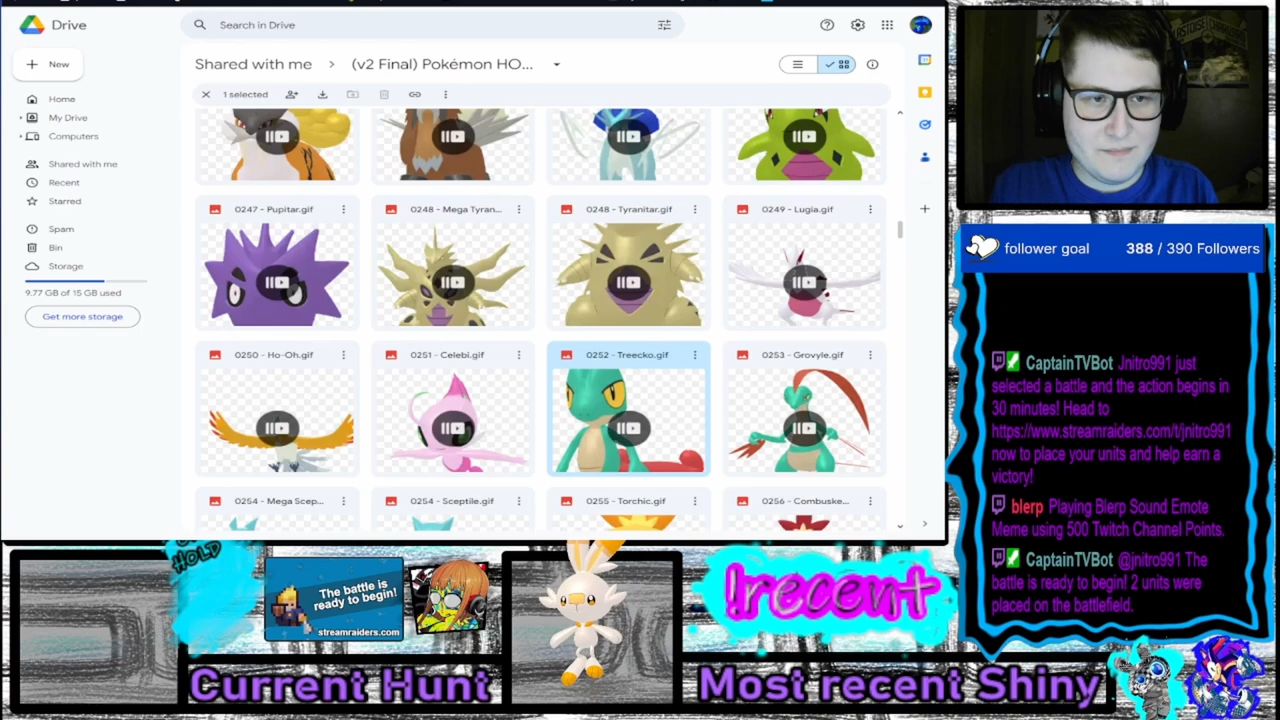 Drive
Search in Drive
New
Shared with me > (v2 Final) Pokémon HO...
1 selected
Home
My Drive
Computers
Shared with me
Recent
Starred
Spam
Bin
Storage
9.77 GB of 15 GB used
Get more storage
0247 - Pupitar.gif
0248 - Mega Tyran...
0248 - Tyranitar.gif
0249 - Lugia.gif
0250 - Ho-Oh.gif
0251 - Celebi.gif
0252 - Treecko.gif
0253 - Grovyle.gif
0254 - Mega Scep...
0254 - Sceptile.gif
0255 - Torchic.gif
0256 - Combuske...
follower goal
388 / 390 Followers
CaptainTVBot Jnitro991 just
selected a battle and the action begins in
30 minutes! Head to
https://www.streamraiders.com/t/jnitro991
now to place your units and help earn a
victory!
blerp Playing Blerp Sound Emote
Meme using 500 Twitch Channel Points.
CaptainTVBot @jnitro991 The
battle is ready to begin! 2 units were
placed on the battlefield.
HOLD
The battle is
ready to begin!
streamraiders.com
!recent
Current Hunt
Most recent Shiny